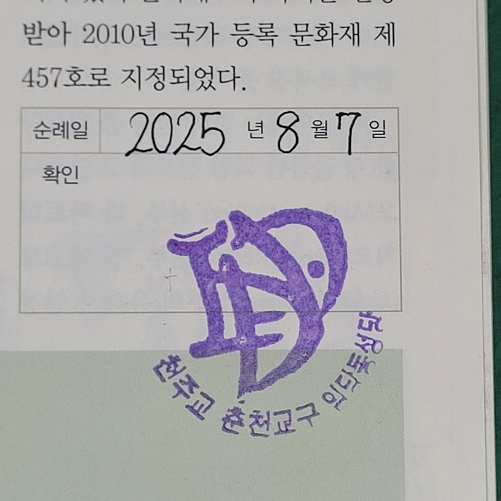 받아 2010년 국가 등록 문화재 제
457호로 지정되었다.
순례일 2025 년 8 월 7 일
확인
천주교 춘천교구